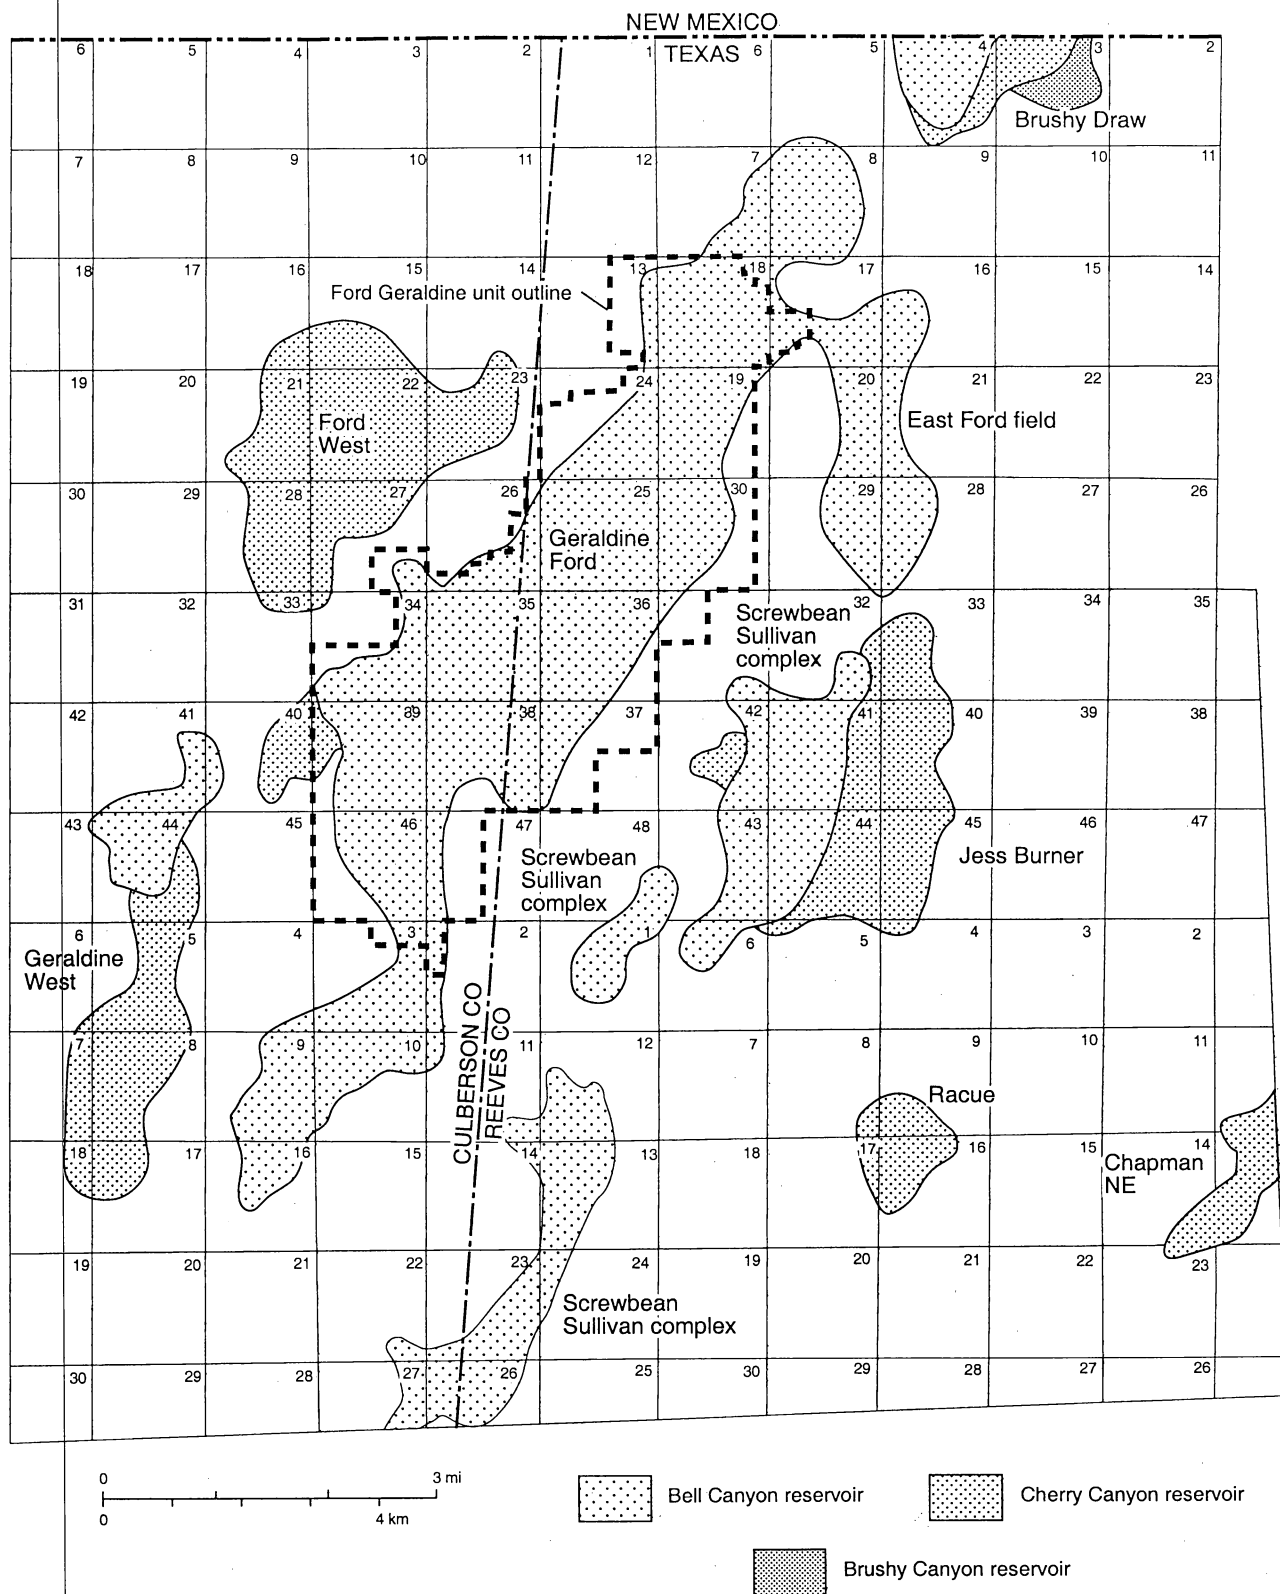 NEW MEXICO
TEXAS
6 5 4 3 2 1 6 5 4 3 2
Brushy Draw
7 8 9 10 11 12 7 8 9 10 11
18 17 16 15 14 13 18 17 16 15 14
Ford Geraldine unit outline
19 20 21 22 23 24 19 20 21 22 23
Ford
West
East Ford field
30 29 28 27 26 25 30 29 28 27 26
Geraldine
Ford
31 32 33 34 35 36 32 33 34 35
Screwbean
Sullivan
complex
42 41 40 39 38 37 42 41 40 39 38
43 44 45 46 47 48 43 44 45 46 47
Jess Burner
Screwbean
Sullivan
complex
6 5 4 3 2 1 6 5 4 3 2
Geraldine
West
CULBERSON CO
REEVES CO
7 8 9 10 11 12 7 8 9 10 11
Racue
18 17 16 15 14 13 18 17 16 15 14
Chapman
NE
19 20 21 22 23 24 19 20 21 22 23
Screwbean
Sullivan complex
30 29 28 27 26 25 30 29 28 27 26
0 3 mi
0 4 km
Bell Canyon reservoir
Cherry Canyon reservoir
Brushy Canyon reservoir